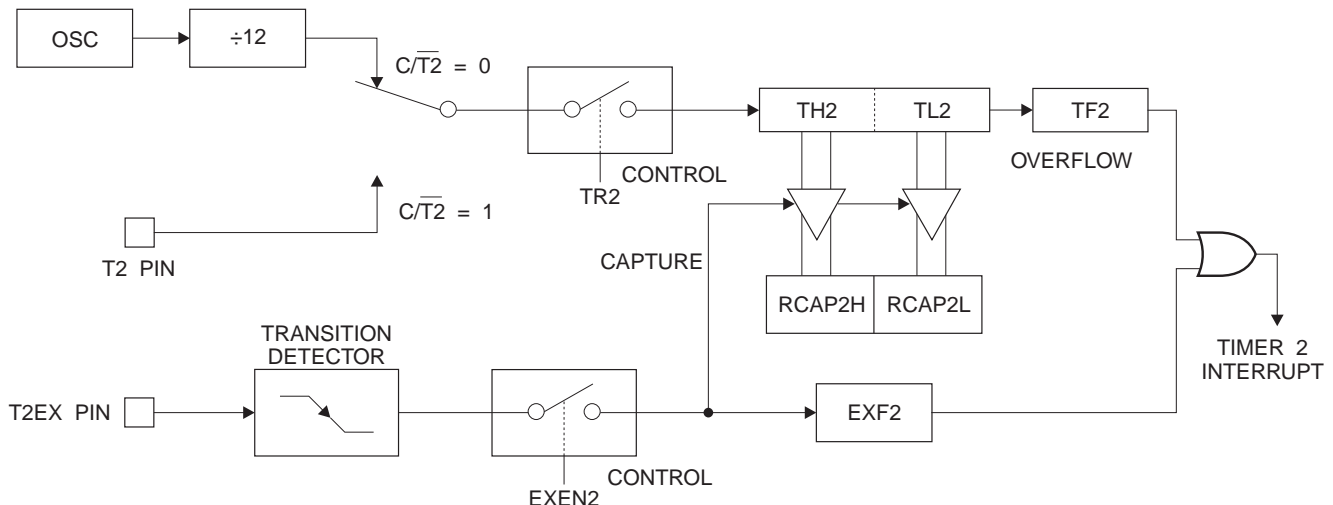 OSC
÷12
C/T2̅ = 0
TH2
TL2
TF2
OVERFLOW
CONTROL
TR2
C/T2̅ = 1
T2 PIN
CAPTURE
RCAP2H
RCAP2L
TRANSITION
DETECTOR
TIMER 2
INTERRUPT
T2EX PIN
EXF2
CONTROL
EXEN2